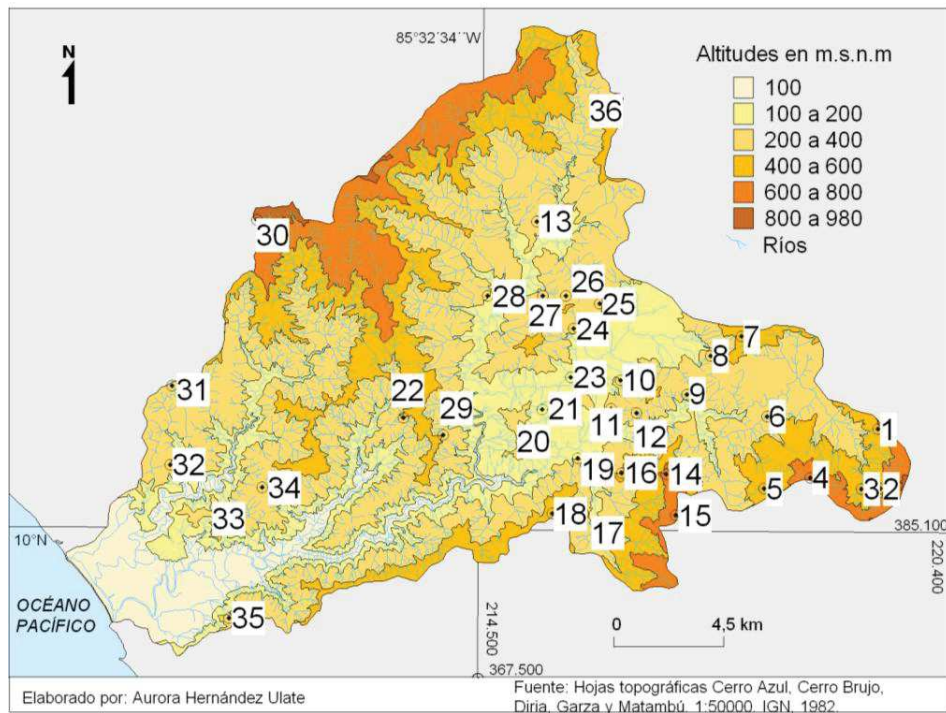 85°32´34´´W
N
Altitudes en m.s.n.m
100
100 a 200
200 a 400
400 a 600
600 a 800
800 a 980
Ríos
36
13
30
28
27
26
25
24
7
8
31
22
29
23
10
9
21
11
12
6
1
20
32
34
19
16
14
5
4
3
2
33
18
17
15
10°N
385.100
220.400
OCÉANO
PACÍFICO
35
214.500
0
4,5 km
367.500
Elaborado por: Aurora Hernández Ulate
Fuente: Hojas topográficas Cerro Azul, Cerro Brujo,
Diria, Garza y Matambú. 1:50000. IGN, 1982.